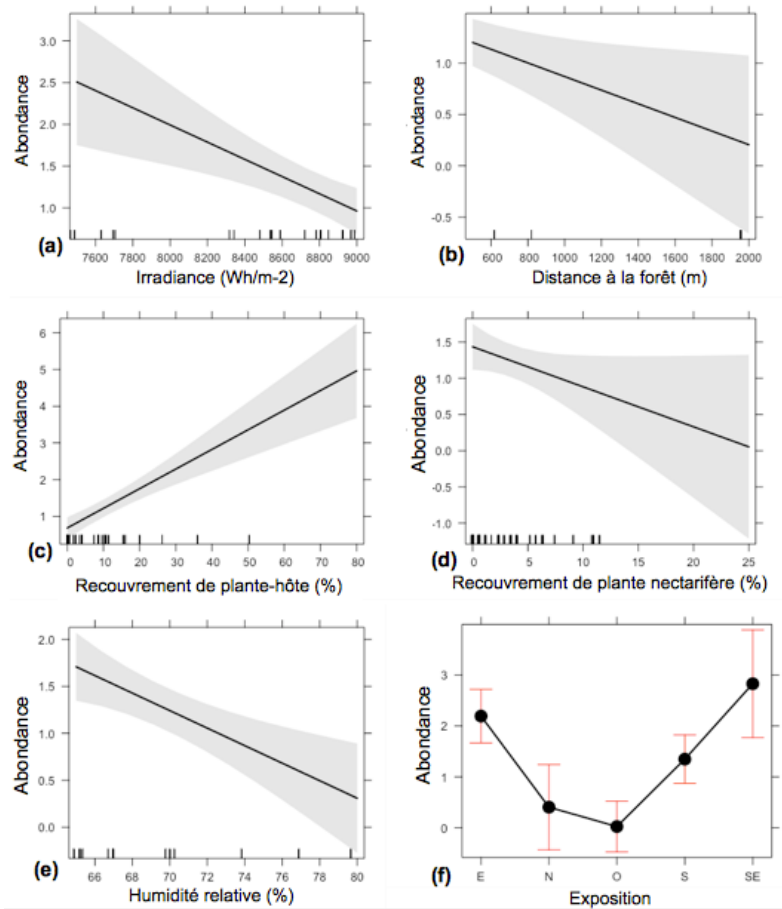 3.0
2.5
2.0
1.5
1.0
Abondance
(a)
7600 7800 8000 8200 8400 8600 8800 9000
Irradiance (Wh/m-2)
1.0
0.5
0.0
-0.5
Abondance
(b)
600 800 1000 1200 1400 1600 1800 2000
Distance à la forêt (m)
6
5
4
3
2
1
Abondance
(c)
0 10 20 30 40 50 60 70 80
Recouvrement de plante-hôte (%)
1.5
1.0
0.5
0.0
-0.5
-1.0
Abondance
(d)
0 5 10 15 20 25
Recouvrement de plante nectarifère (%)
2.0
1.5
1.0
0.5
0.0
Abondance
(e)
66 68 70 72 74 76 78 80
Humidité relative (%)
3
2
1
0
Abondance
(f)
E N O S SE
Exposition